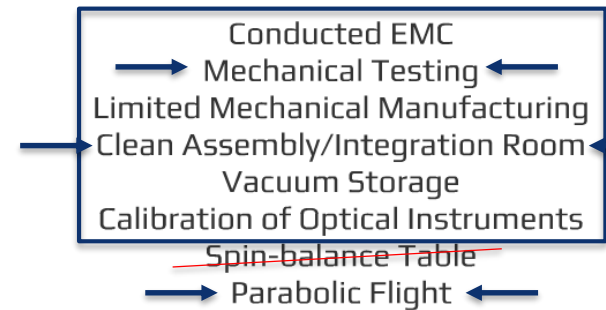 Conducted EMC
Mechanical Testing
Limited Mechanical Manufacturing
Clean Assembly/Integration Room
Vacuum Storage
Calibration of Optical Instruments
Spin-balance Table
Parabolic Flight